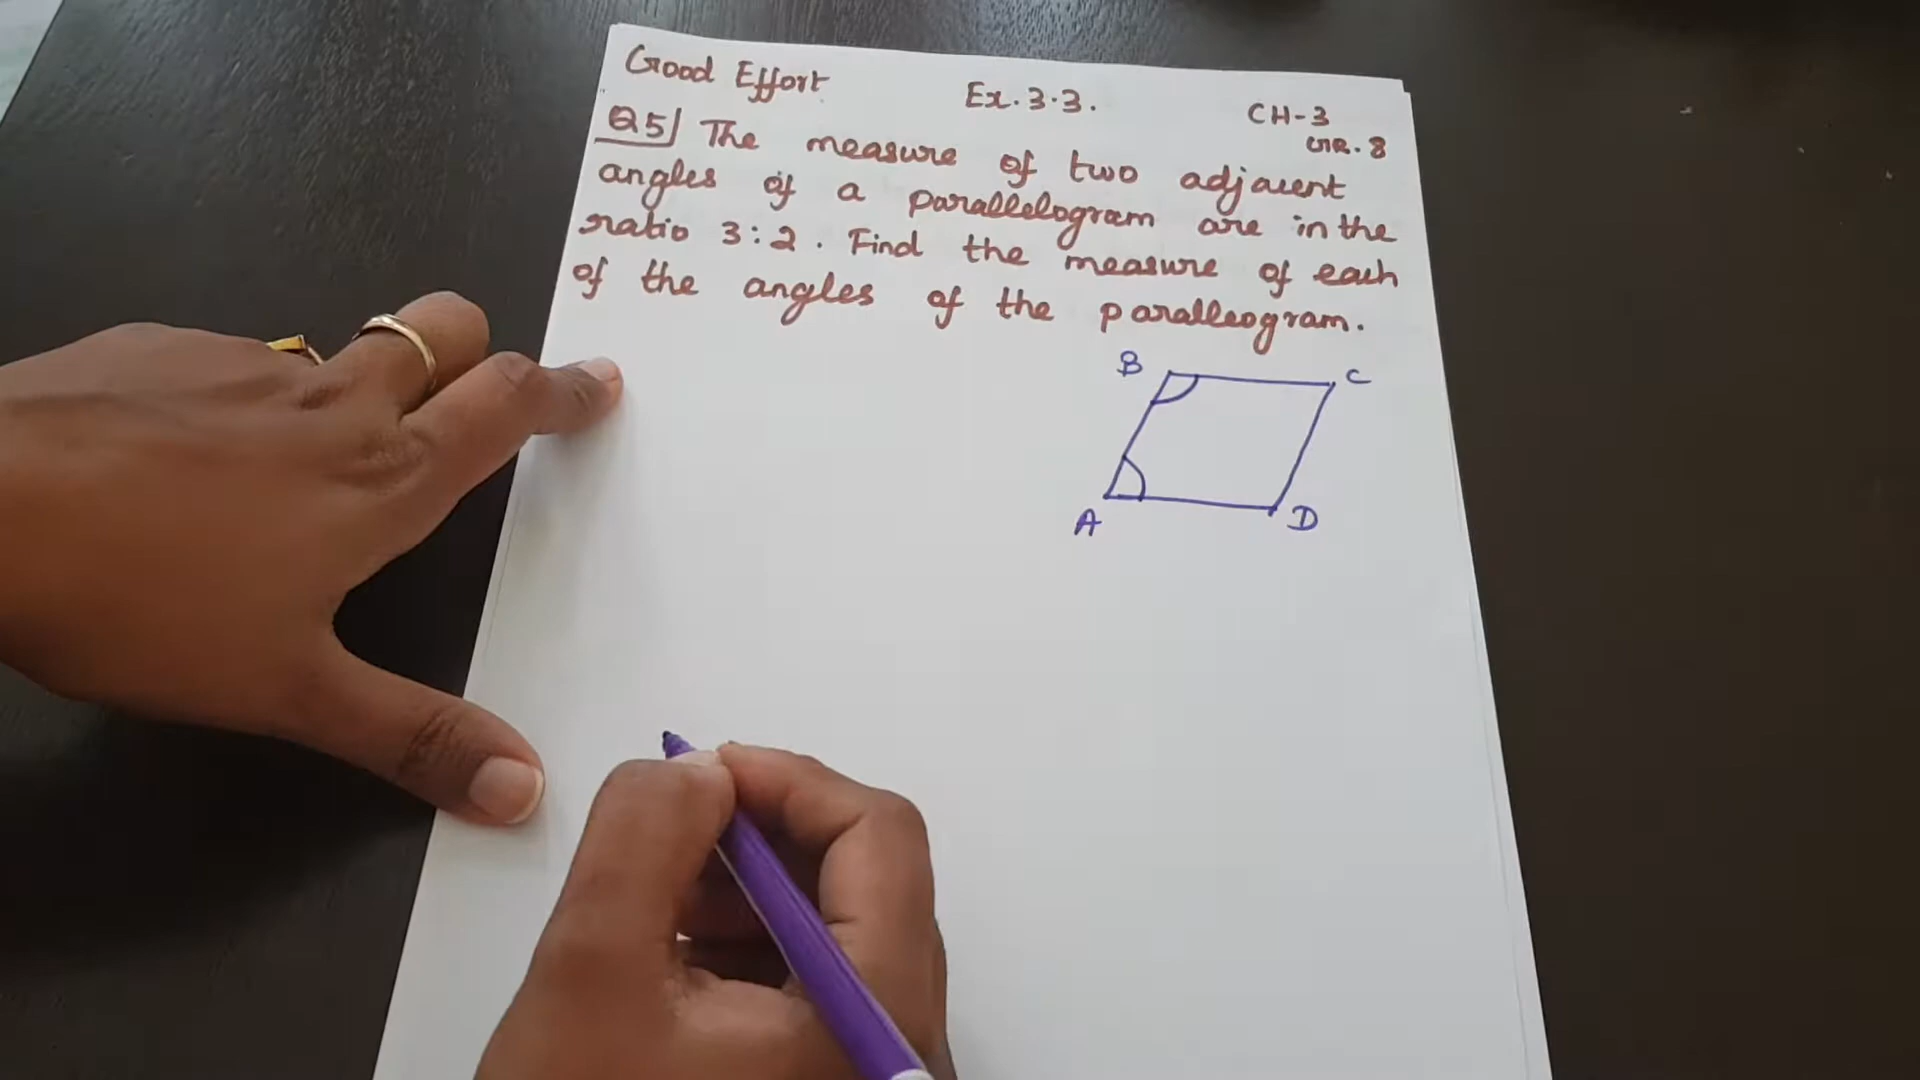 Good Effort Ex. 3.3. CH-3
GR. 8
Q5 The measure of two adjacent
angles of a parallelogram are in the
ratio 3:2. Find the measure of each
of the angles of the paralleogram.
B C
A D